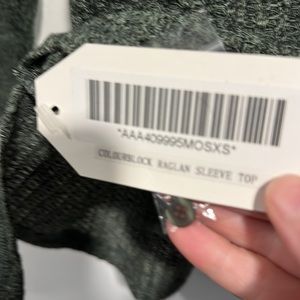 *AAA409995MOSXS*
COLOURBLOCK RAGLAN SLEEVE TOP